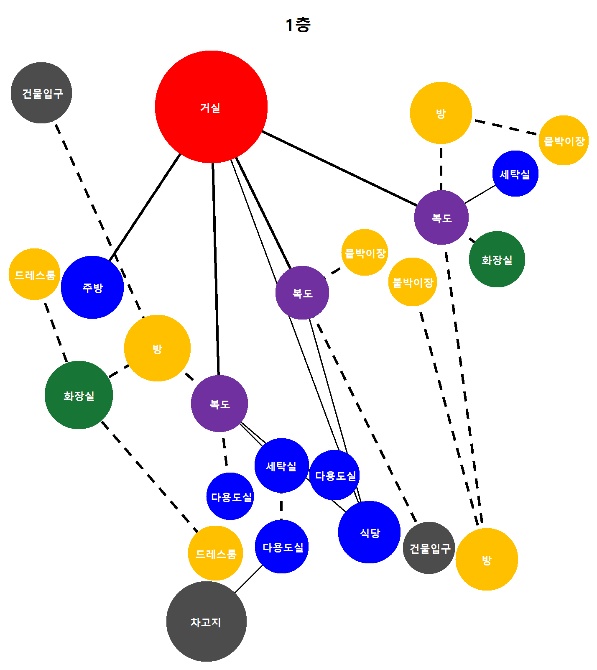 1층
건물입구
거실
방
붙박이장
세탁실
복도
화장실
붙박이장
드레스룸
주방
복도
붙박이장
방
화장실
복도
세탁실
다용도실
다용도실
식당
다용도실
건물입구
드레스룸
방
차고지